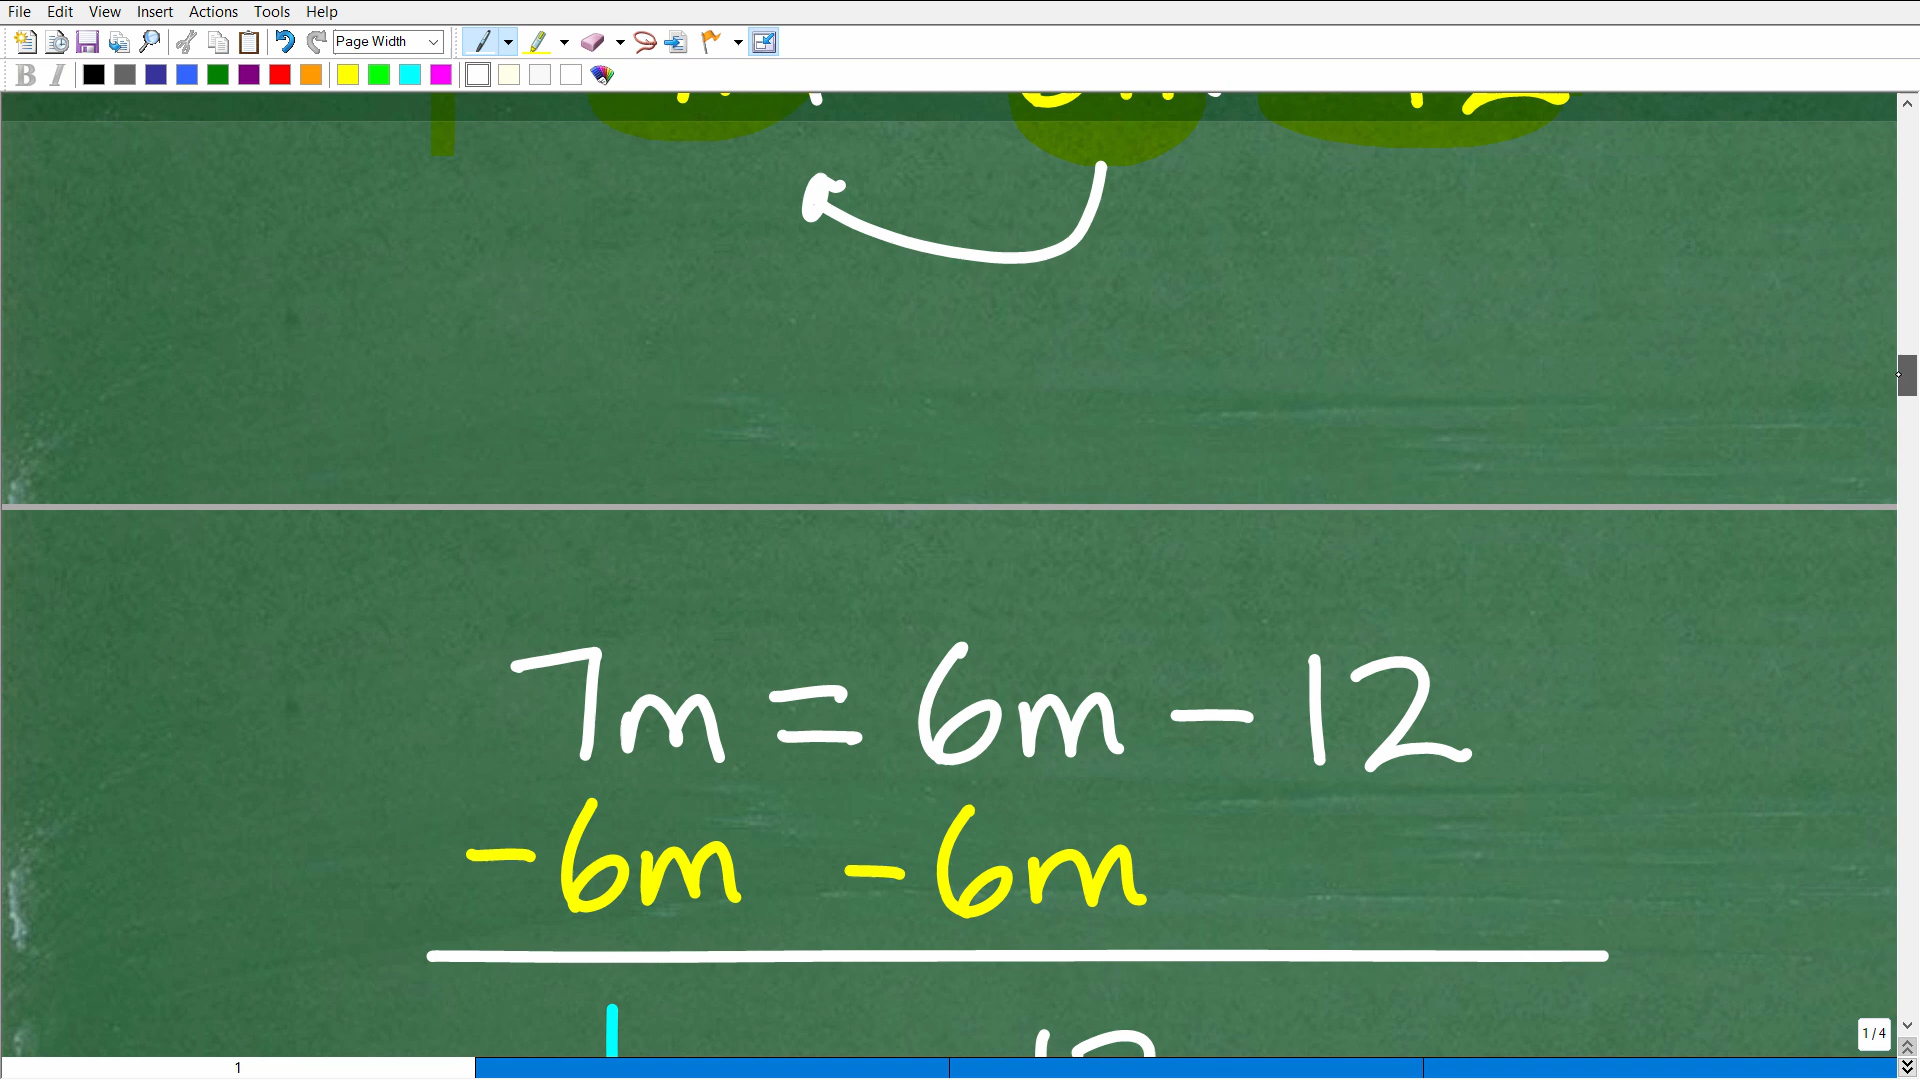 File Edit View Insert Actions Tools Help
Page Width
B I
7m = 6m - 12
-6m -6m
1/4
1